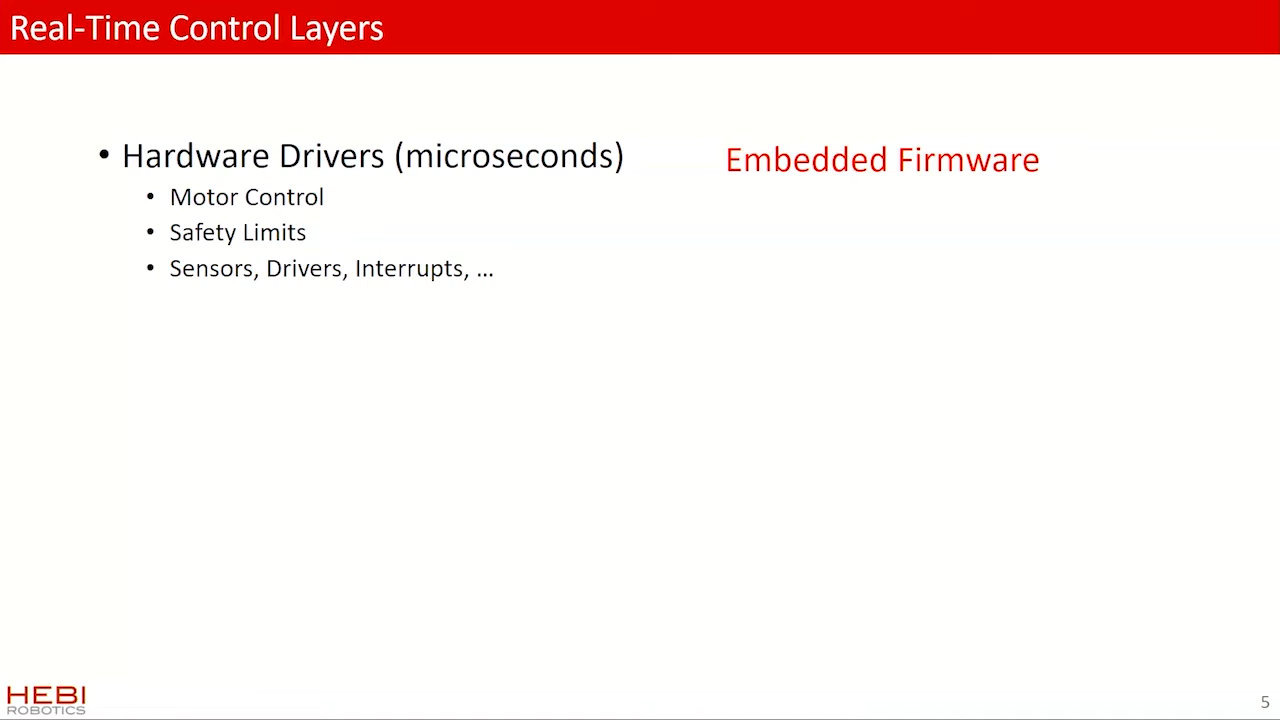 Real-Time Control Layers
• Hardware Drivers (microseconds)
Embedded Firmware
• Motor Control
• Safety Limits
• Sensors, Drivers, Interrupts, ...
HEBI
ROBOTICS
5